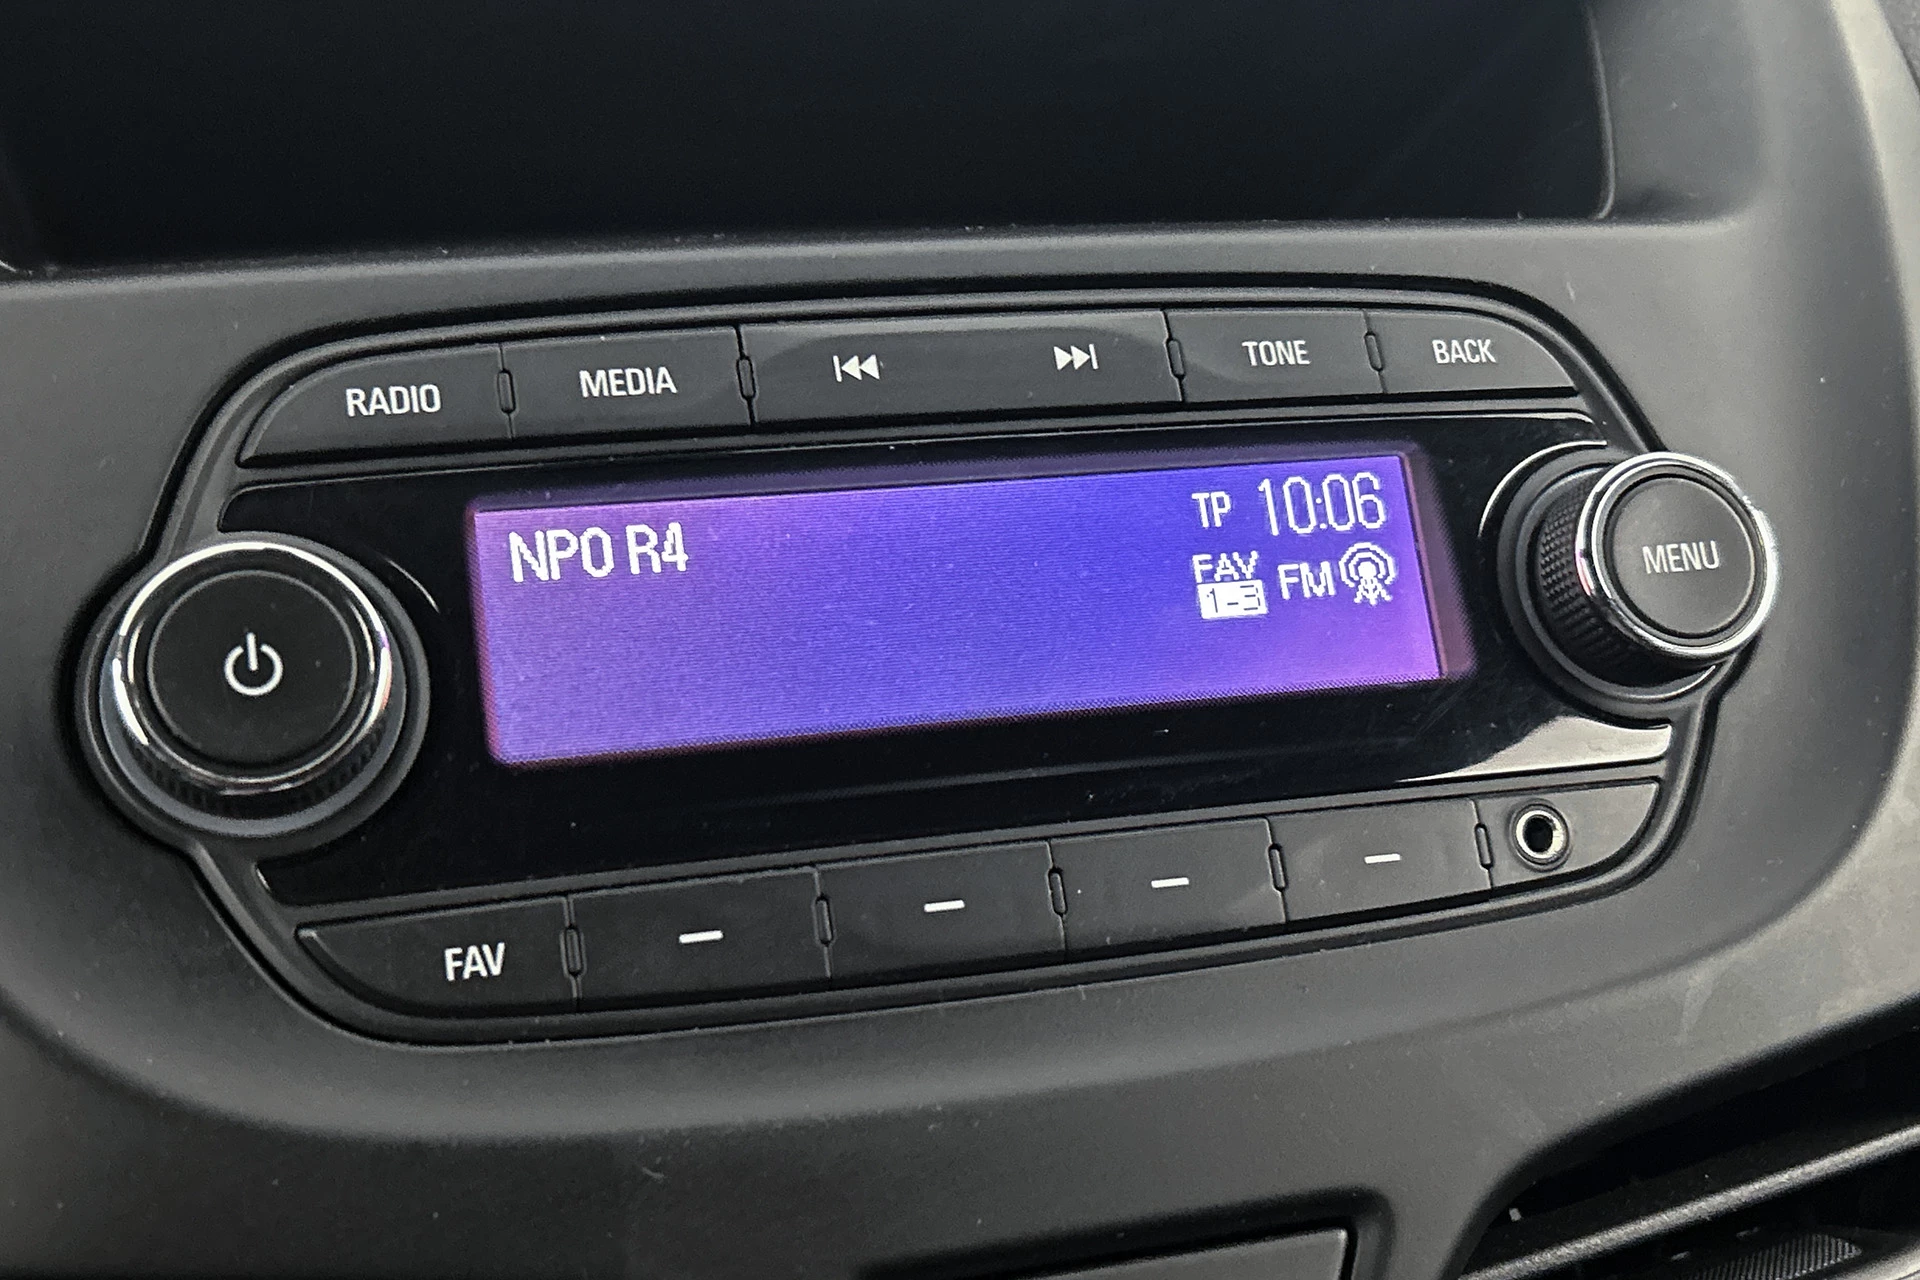 RADIO MEDIA TONE BACK
NPO R4
TP 10:06
FAV FM
1-3
MENU
FAV